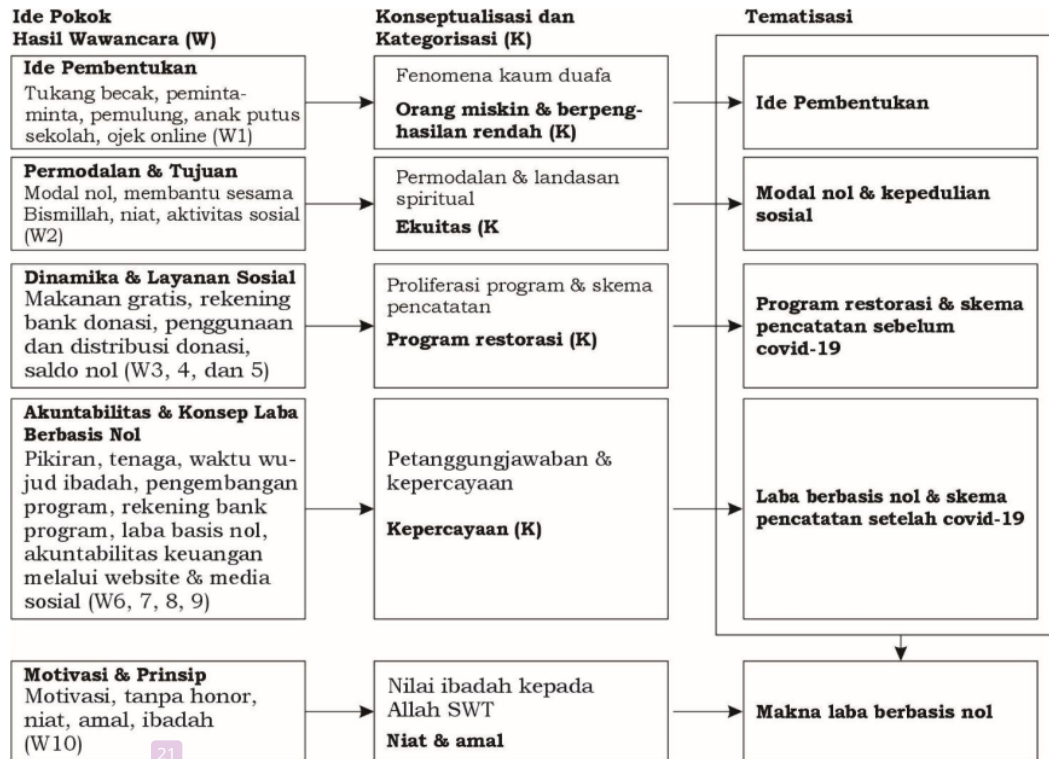 Ide Pokok
Hasil Wawancara (W)
Konseptualisasi dan
Kategorisasi (K)
Tematisasi
Ide Pembentukan
Tukang becak, peminta-
minta, pemulung, anak putus
sekolah, ojek online (W1)
Fenomena kaum duafa
Orang miskin & berpeng-
hasilan rendah (K)
Ide Pembentukan
Permodalan & Tujuan
Modal nol, membantu sesama
Bismillah, niat, aktivitas sosial
(W2)
Permodalan & landasan
spiritual
Ekuitas (K
Modal nol & kepedulian
sosial
Dinamika & Layanan Sosial
Makanan gratis, rekening
bank donasi, penggunaan
dan distribusi donasi,
saldo nol (W3, 4, dan 5)
Proliferasi program & skema
pencatatan
Program restorasi (K)
Program restorasi & skema
pencatatan sebelum
covid-19
Akuntabilitas & Konsep Laba
Berbasis Nol
Pikiran, tenaga, waktu wu-
jud ibadah, pengembangan
program, rekening bank
program, laba basis nol,
akuntabilitas keuangan
melalui website & media
sosial (W6, 7, 8, 9)
Petanggungjawaban &
kepercayaan
Kepercayaan (K)
Laba berbasis nol & skema
pencatatan setelah covid-19
Motivasi & Prinsip
Motivasi, tanpa honor,
niat, amal, ibadah
(W10)
Nilai ibadah kepada
Allah SWT
Niat & amal
Makna laba berbasis nol
21